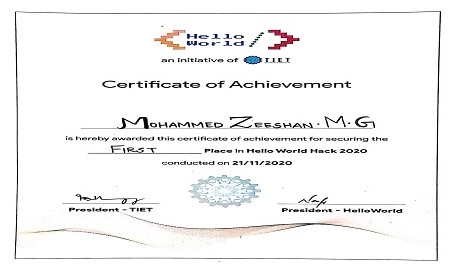 Hello
World/
an initiative of TIET
Certificate of Achievement
MOHAMMED ZEESHAN. M.G
is hereby awarded this certificate of achievement for securing the
FIRST Place in Hello World Hack 2020
conducted on 21/11/2020
President - TIET President - HelloWorld